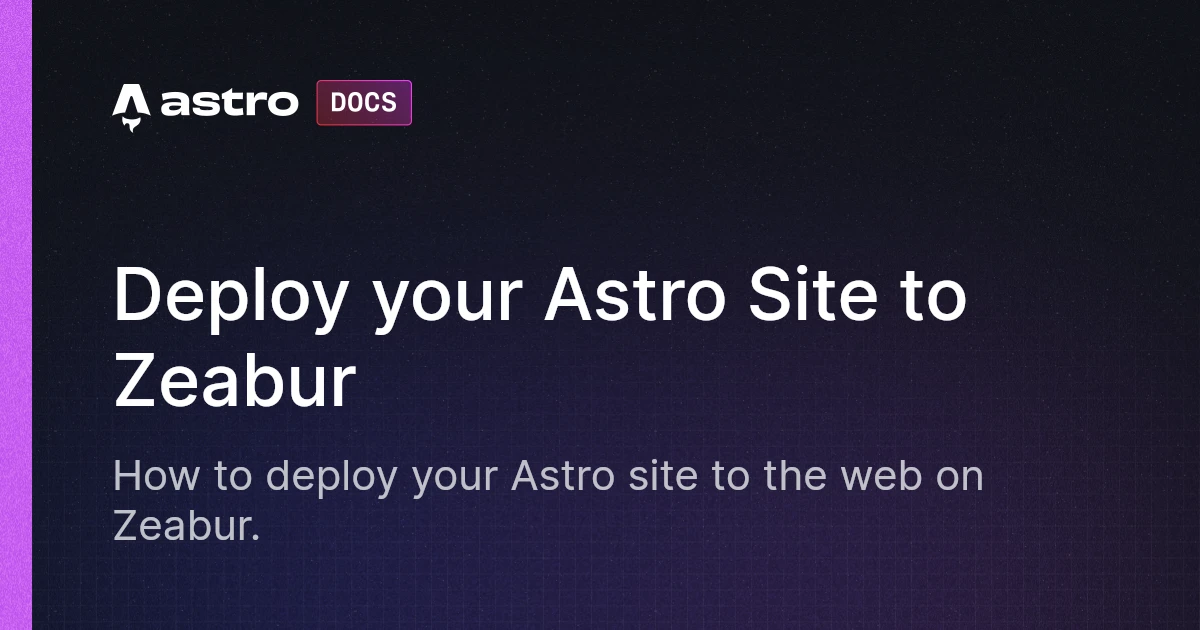 astro DOCS
Deploy your Astro Site to
Zeabur
How to deploy your Astro site to the web on
Zeabur.